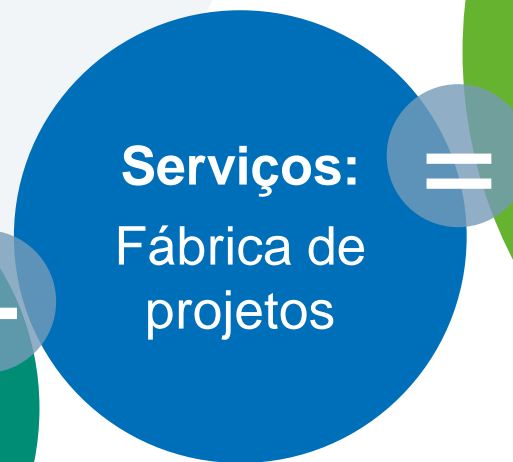 Serviços:
=
Fábrica de
projetos